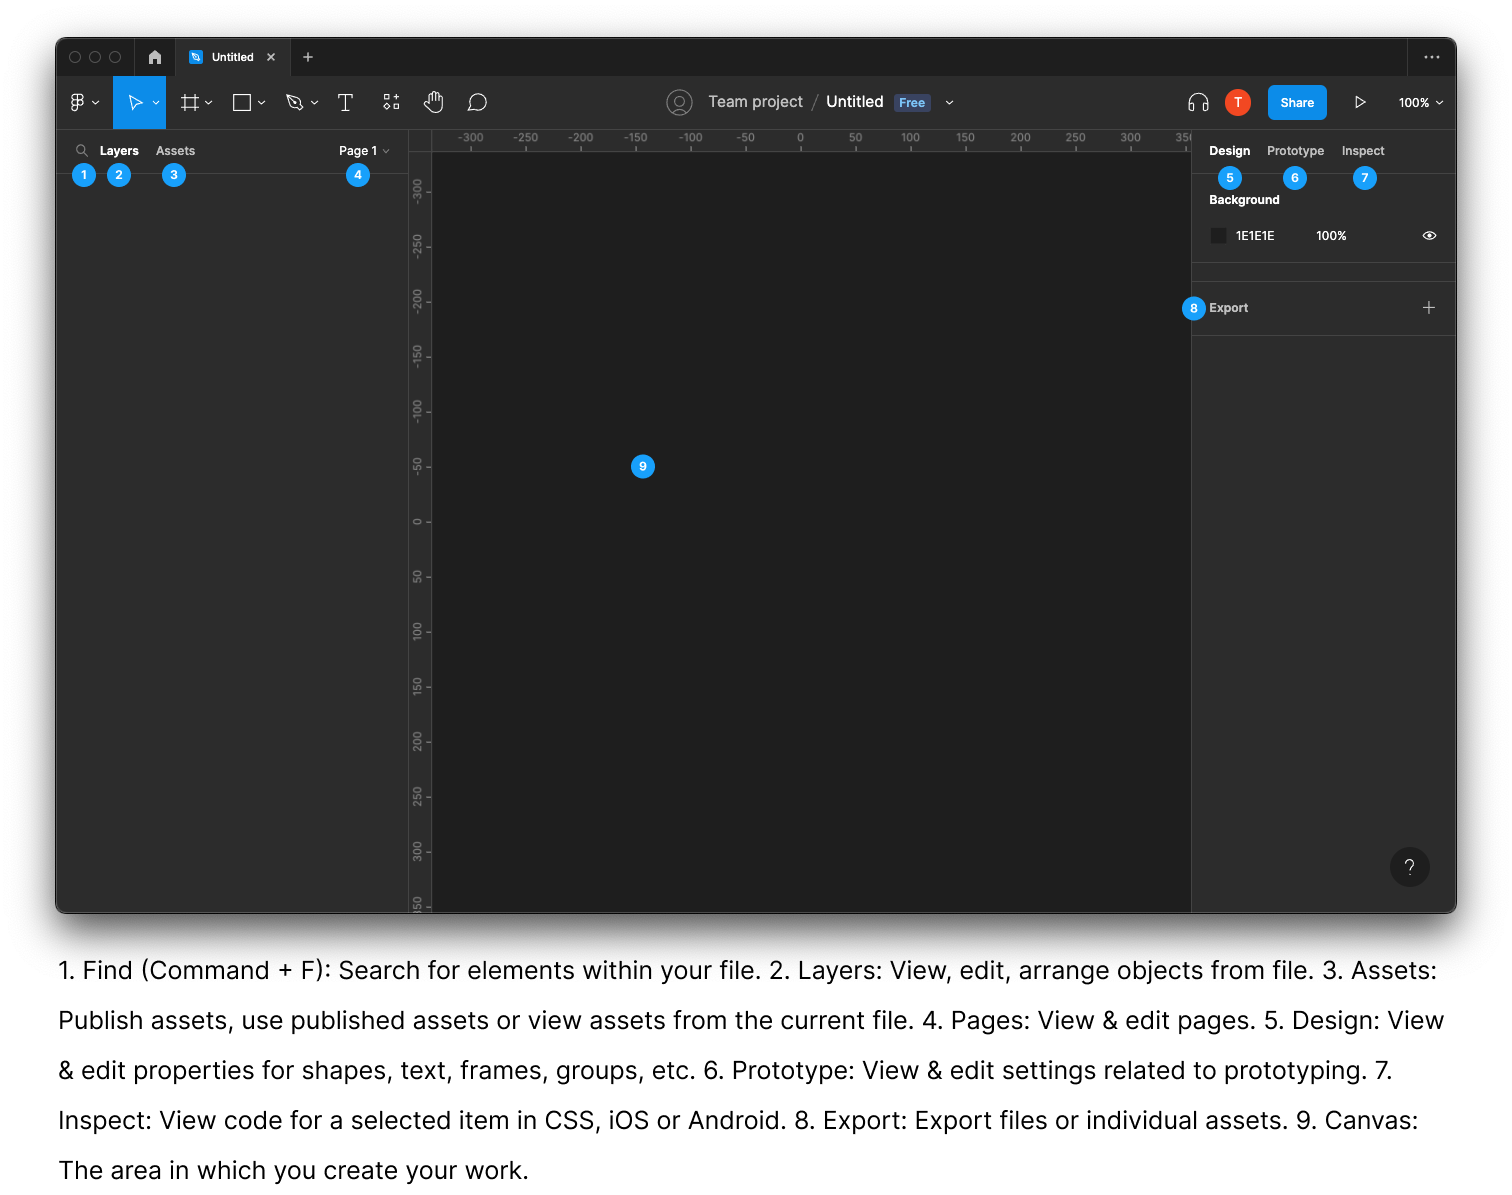 Untitled
Team project / Untitled Free
T
Share
100%
Layers Assets Page 1
1 2 3 4
-300 -250 -200 -150 -100 -50 0 50 100 150 200 250 300 350
-300
-250
-200
-150
-100
-50
0
50
100
150
200
250
300
350
9
Design Prototype Inspect
5 6 7
Background
1E1E1E 100%
8 Export
?
1. Find (Command + F): Search for elements within your file. 2. Layers: View, edit, arrange objects from file. 3. Assets:
Publish assets, use published assets or view assets from the current file. 4. Pages: View & edit pages. 5. Design: View
& edit properties for shapes, text, frames, groups, etc. 6. Prototype: View & edit settings related to prototyping. 7.
Inspect: View code for a selected item in CSS, iOS or Android. 8. Export: Export files or individual assets. 9. Canvas:
The area in which you create your work.